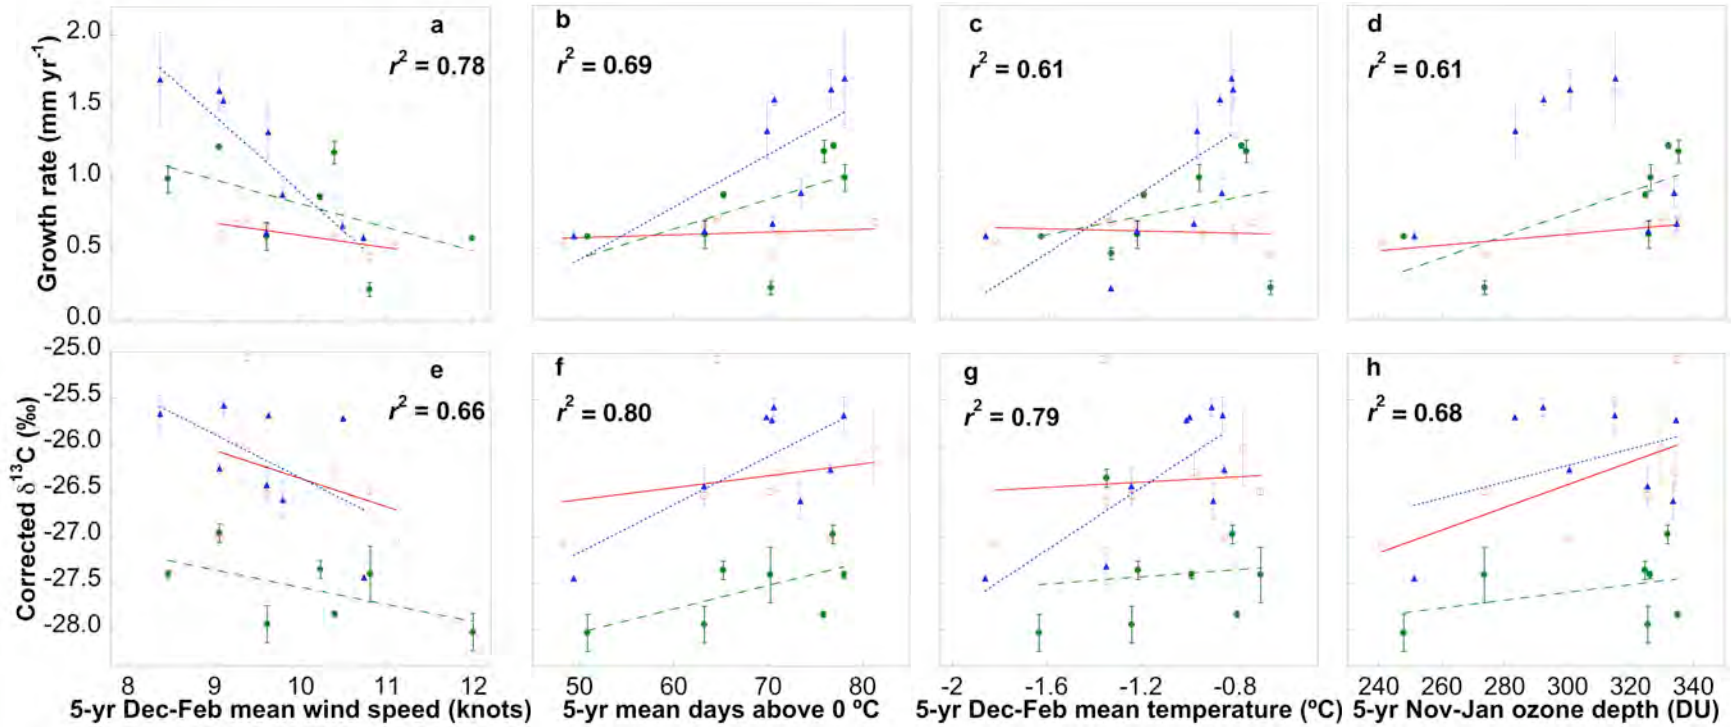 a
b
c
d
r² = 0.78
r² = 0.69
r² = 0.61
r² = 0.61
Growth rate (mm yr⁻¹)
2.0
1.5
1.0
0.5
0.0
e
f
g
h
r² = 0.66
r² = 0.80
r² = 0.79
r² = 0.68
Corrected δ¹³C (‰)
-25.0
-25.5
-26.0
-26.5
-27.0
-27.5
-28.0
8 9 10 11 12
50 60 70 80
-2 -1.6 -1.2 -0.8
240 260 280 300 320 340
5-yr Dec-Feb mean wind speed (knots)
5-yr mean days above 0 ºC
5-yr Dec-Feb mean temperature (ºC)
5-yr Nov-Jan ozone depth (DU)